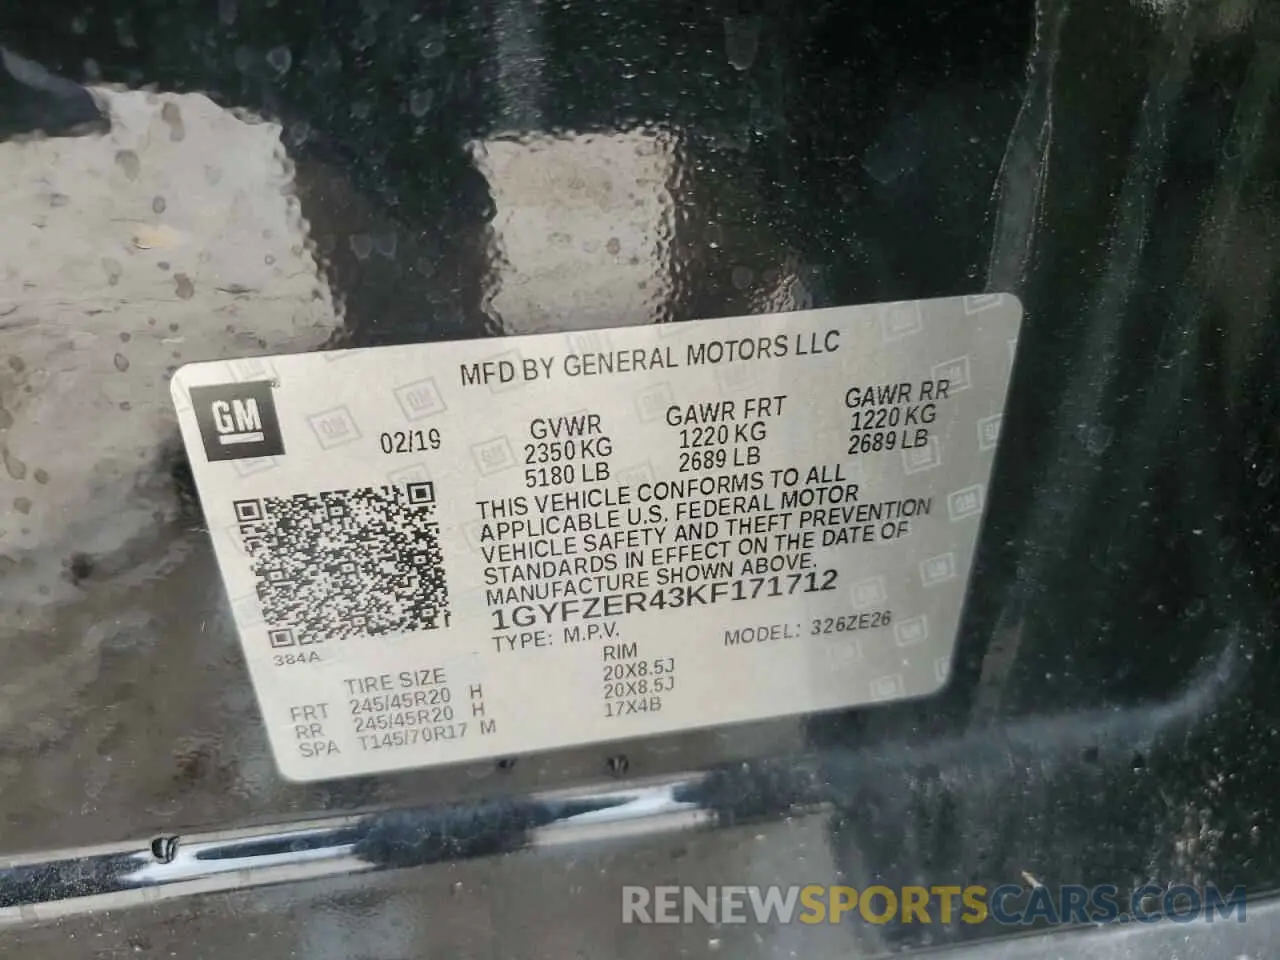 MFD BY GENERAL MOTORS LLC
GM
02/19
GVWR
2350 KG
5180 LB
GAWR FRT
1220 KG
2689 LB
GAWR RR
1220 KG
2689 LB
THIS VEHICLE CONFORMS TO ALL
APPLICABLE U.S. FEDERAL MOTOR
VEHICLE SAFETY AND THEFT PREVENTION
STANDARDS IN EFFECT ON THE DATE OF
MANUFACTURE SHOWN ABOVE.
1GYFZER43KF171712
TYPE: M.P.V.
MODEL: 326ZE26
384A
TIRE SIZE
RIM
FRT 245/45R20 H 20X8.5J
RR 245/45R20 H 20X8.5J
SPA T145/70R17 M 17X4B
RENEWSPORTSCARS.COM